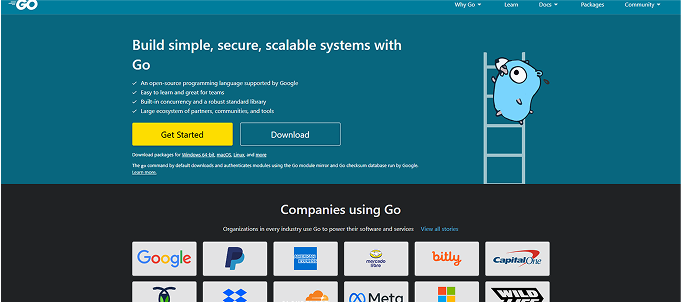 GO
Why Go
Learn
Docs
Packages
Community
Build simple, secure, scalable systems with
Go
An open-source programming language supported by Google
Easy to learn and great for teams
Built-in concurrency and a robust standard library
Large ecosystem of partners, communities, and tools
Get Started
Download
Download packages for Windows 64-bit, macOS, Linux, and more
The go command by default downloads and authenticates modules using the Go module mirror and Go checksum database run by Google.
Learn more.
Companies using Go
Organizations in every industry use Go to power their software and services View all stories
Google
AMERICAN
EXPRESS
mercado
libre
bitly
Capital One
Meta
WILD